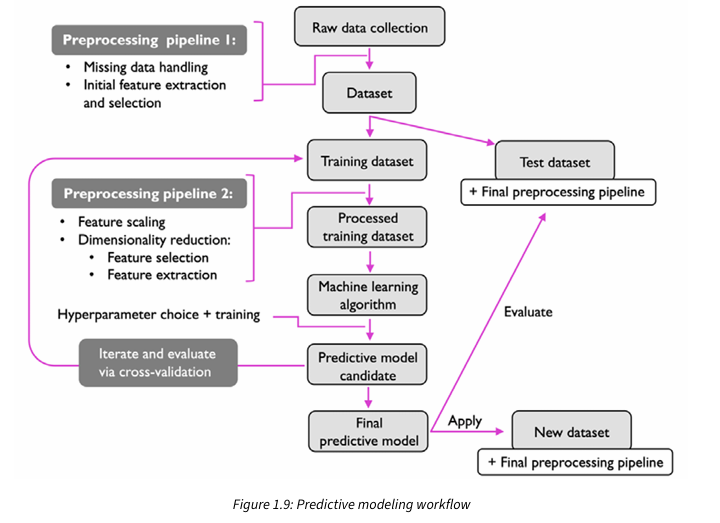 Raw data collection
Preprocessing pipeline 1:
• Missing data handling
• Initial feature extraction
and selection
Dataset
Training dataset
Test dataset
+ Final preprocessing pipeline
Preprocessing pipeline 2:
• Feature scaling
• Dimensionality reduction:
• Feature selection
• Feature extraction
Processed
training dataset
Machine learning
algorithm
Hyperparameter choice + training
Evaluate
Iterate and evaluate
via cross-validation
Predictive model
candidate
Final
predictive model
Apply
New dataset
+ Final preprocessing pipeline
Figure 1.9: Predictive modeling workflow